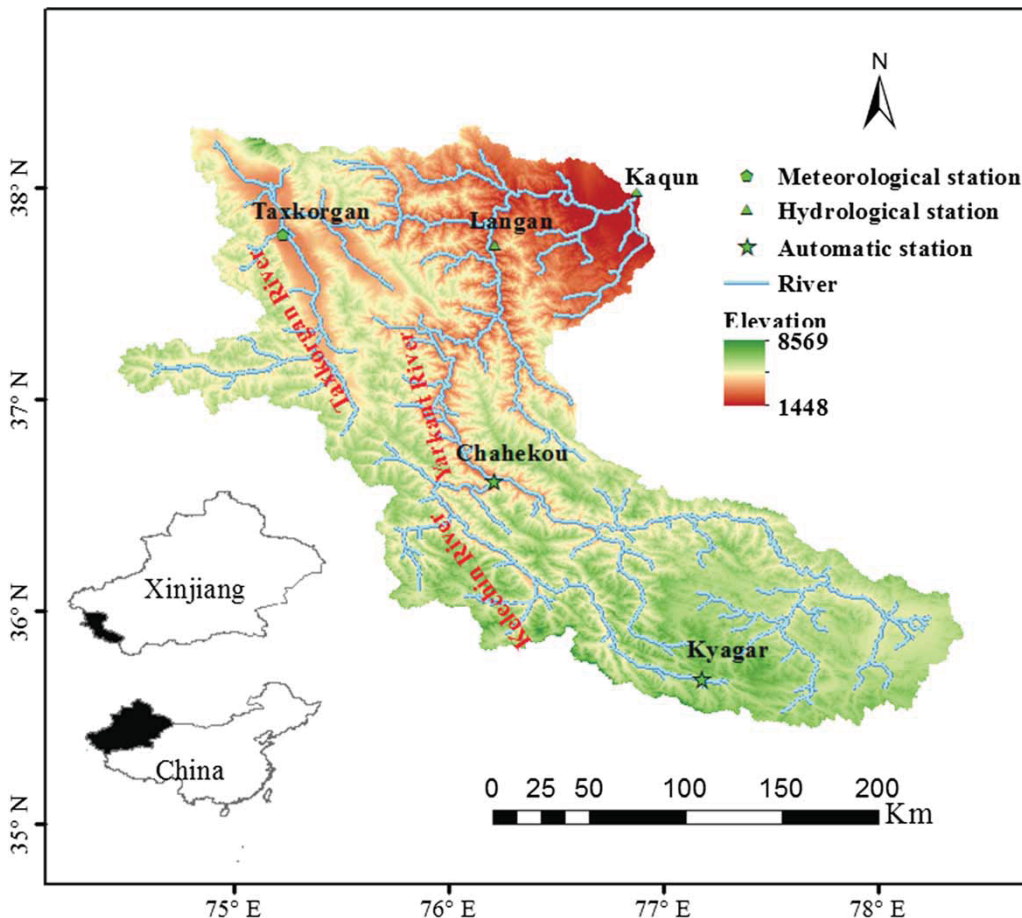 N
Kaqun
Meteorological station
Taxkorgan
Langan
Hydrological station
Automatic station
River
Elevation
8569
1448
Taxkorgan River
Yarkant River
Chahekou
Kelechin River
Kyagar
Xinjiang
China
0 25 50 100 150 200
Km
38° N
37° N
36° N
35° N
75° E
76° E
77° E
78° E